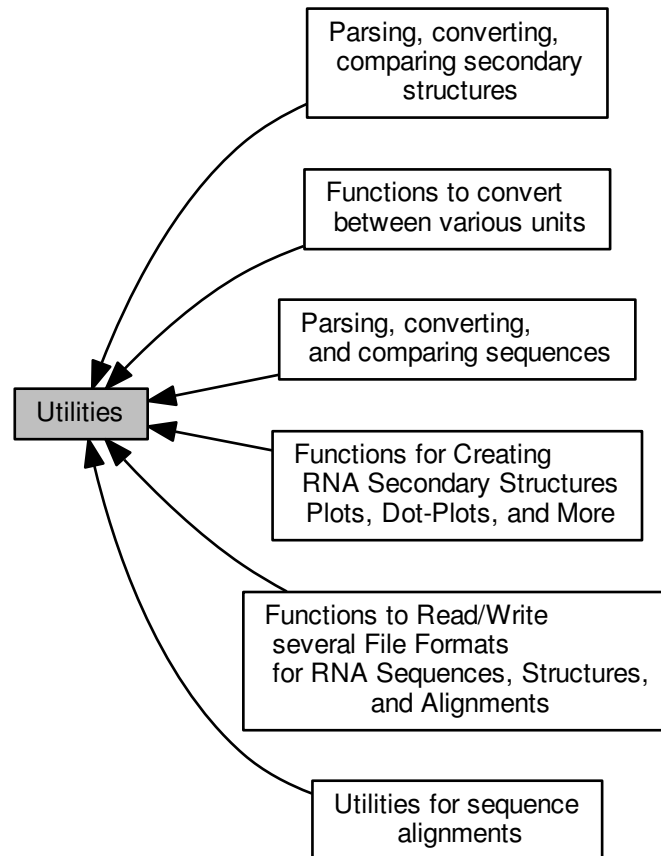 Parsing, converting,
comparing secondary
structures
Functions to convert
between various units
Parsing, converting,
and comparing sequences
Utilities
Functions for Creating
RNA Secondary Structures
Plots, Dot-Plots, and More
Functions to Read/Write
several File Formats
for RNA Sequences, Structures,
and Alignments
Utilities for sequence
alignments